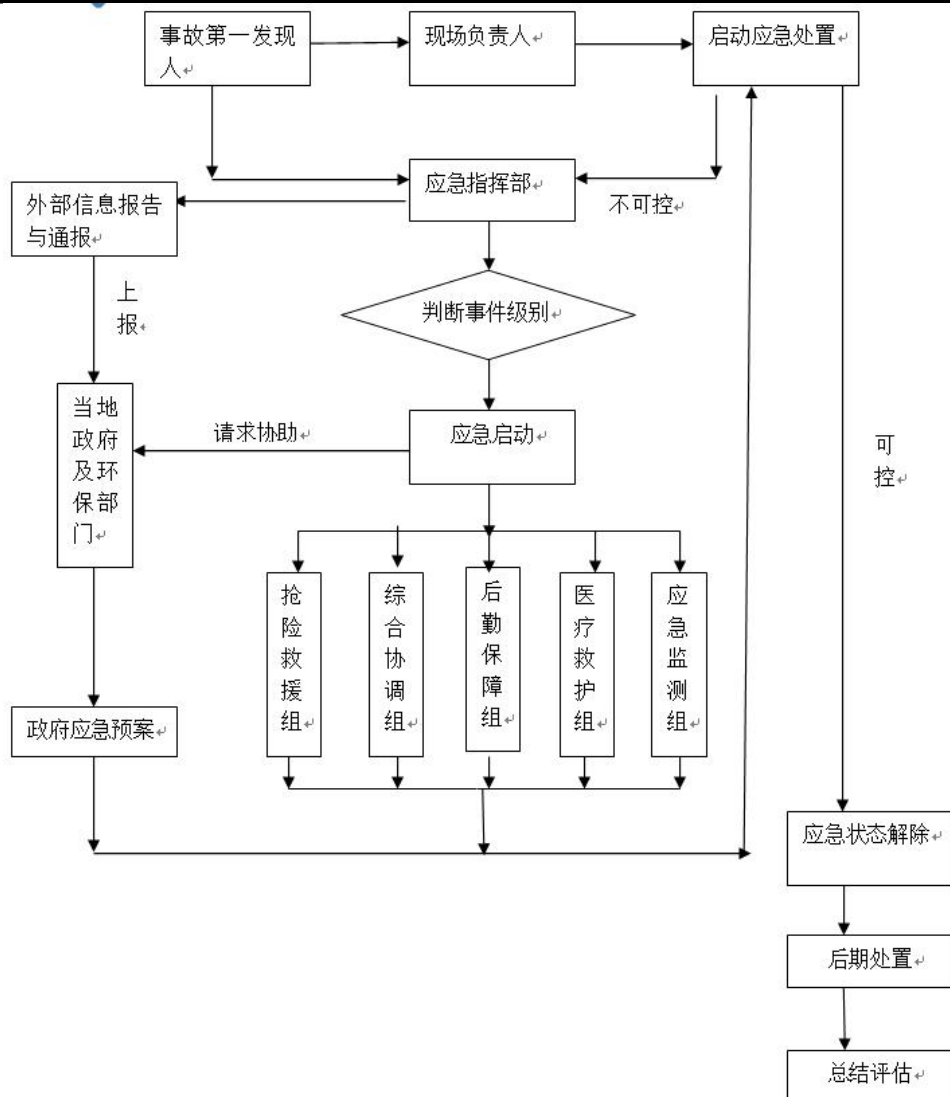 事故第一发现
人
现场负责人
启动应急处置
应急指挥部
不可控
外部信息报告
与通报
上
报
判断事件级别
当地
政府
及环
保部
门
请求协助
应急启动
可
控
抢
险
救
援
组
综
合
协
调
组
后
勤
保
障
组
医
疗
救
护
组
应
急
监
测
组
政府应急预案
应急状态解除
后期处置
总结评估